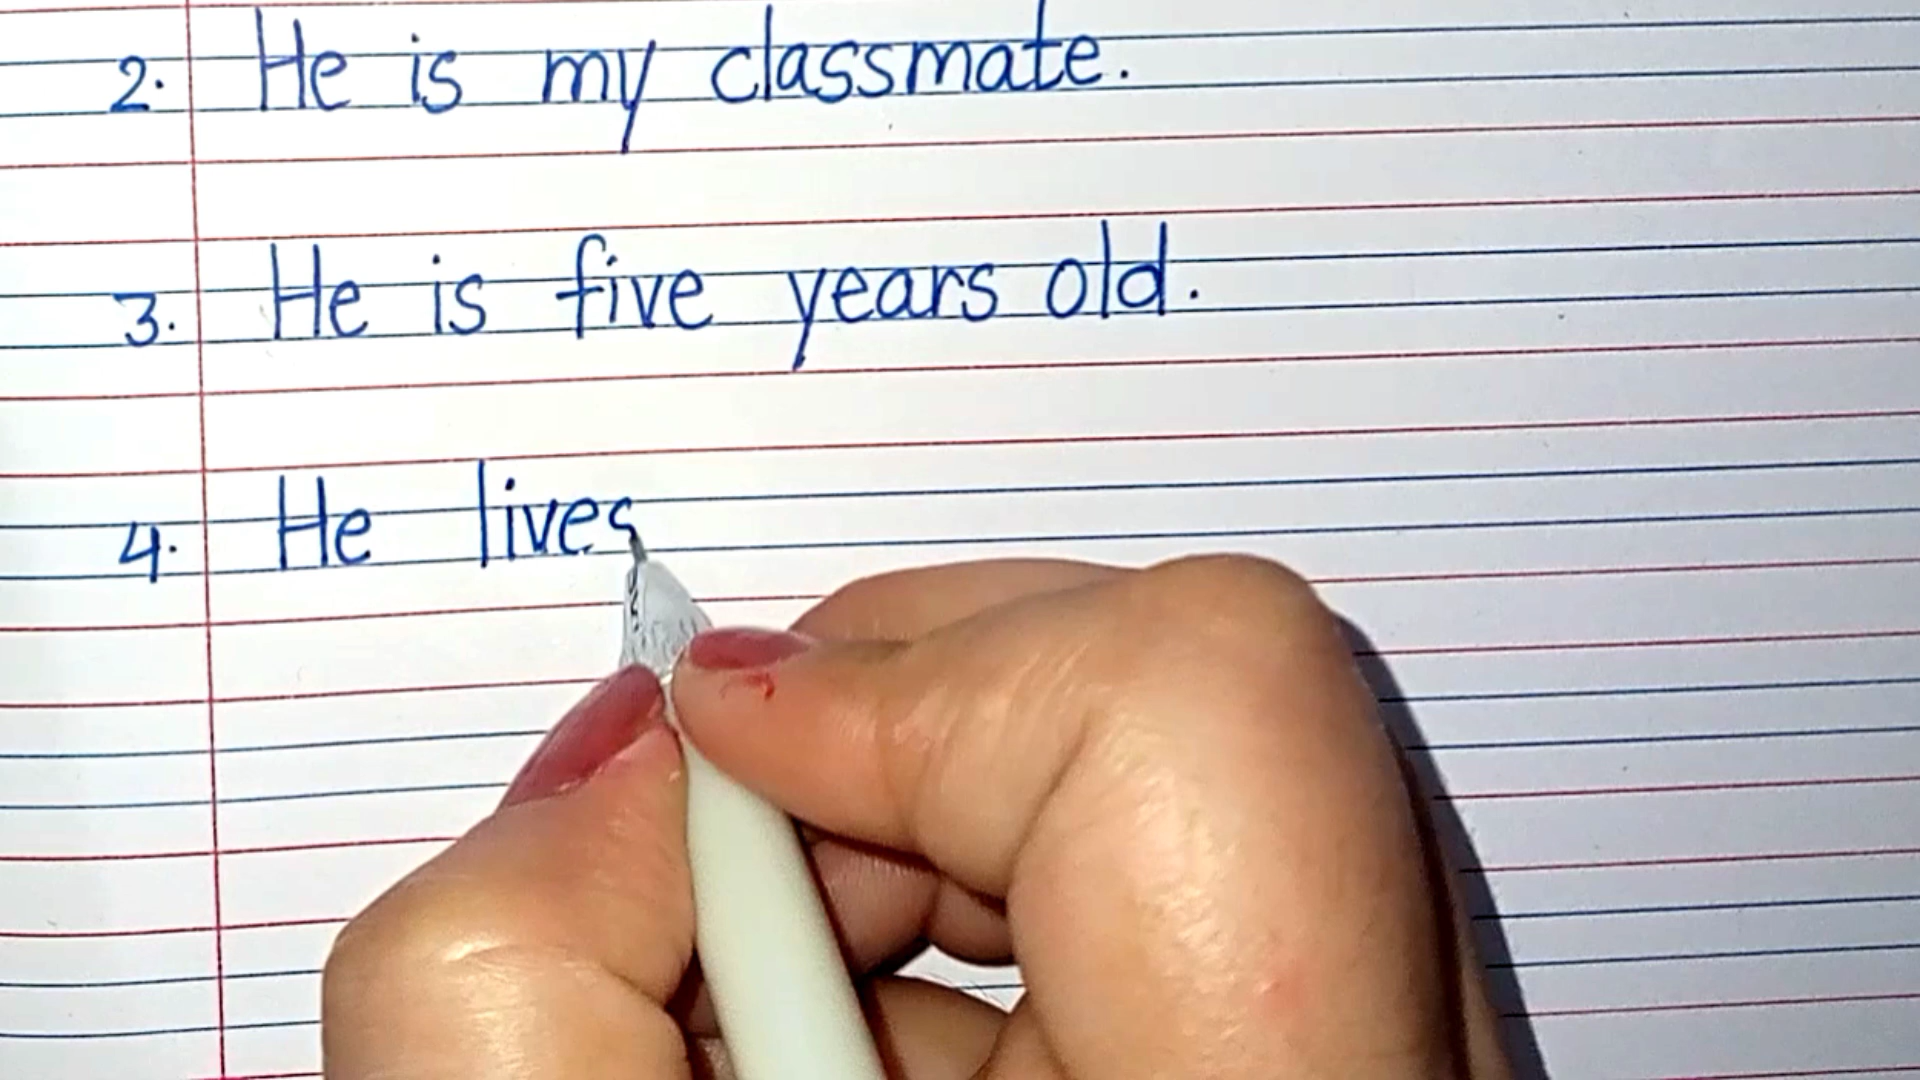 2. He is my classmate.
3. He is five years old.
4. He lives